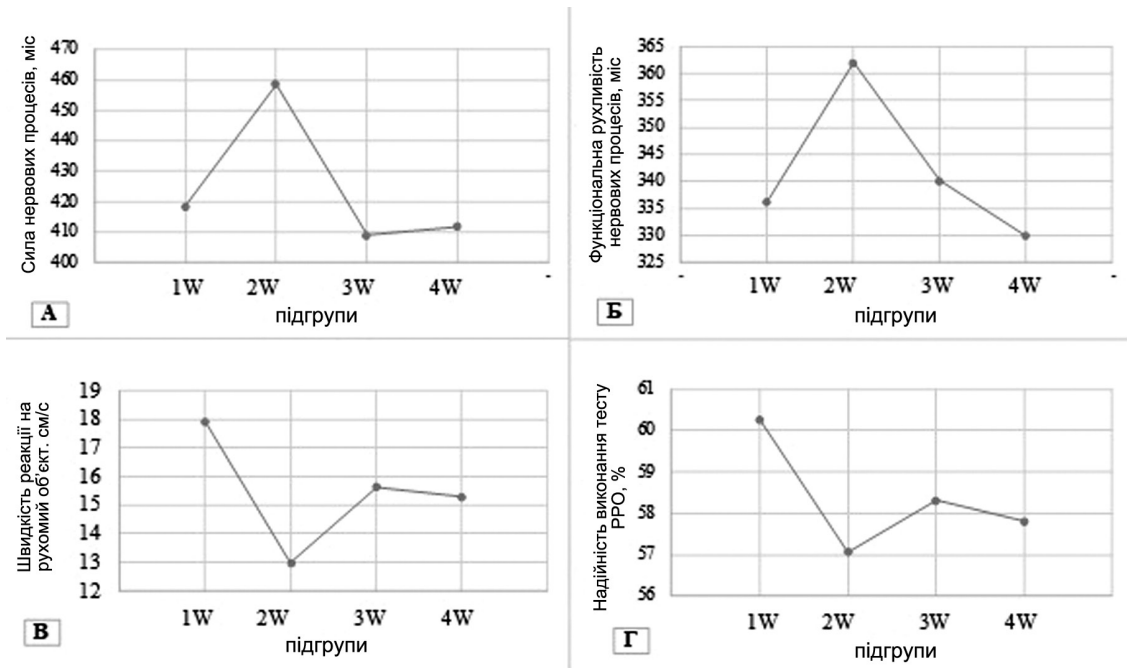 Сила нервових процесів, міс
470
460
450
440
430
420
410
400
1W 2W 3W 4W
-
А
підгрупи
Функціональна рухливість
нервових процесів, міс
365
360
355
350
345
340
335
330
325
-
1W 2W 3W 4W
-
Б
підгрупи
Швидкість реакції на
рухомий об’єкт. см/с
19
18
17
16
15
14
13
12
1W 2W 3W 4W
В
підгрупи
Надійність виконання тесту
РРО, %
61
60
59
58
57
56
1W 2W 3W 4W
Г
підгрупи